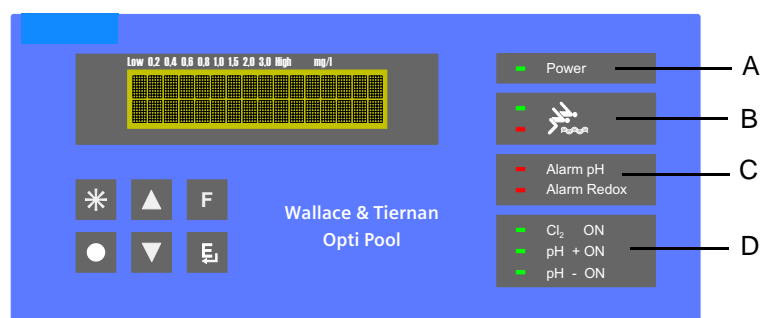 Low 0,2 0,4 0,6 0,8 1,0 1,5 2,0 3,0 High mg/l
Power
A
B
Alarm pH
Alarm Redox
C
F
E
Wallace & Tiernan
Opti Pool
Cl₂ ON
pH + ON
pH - ON
D